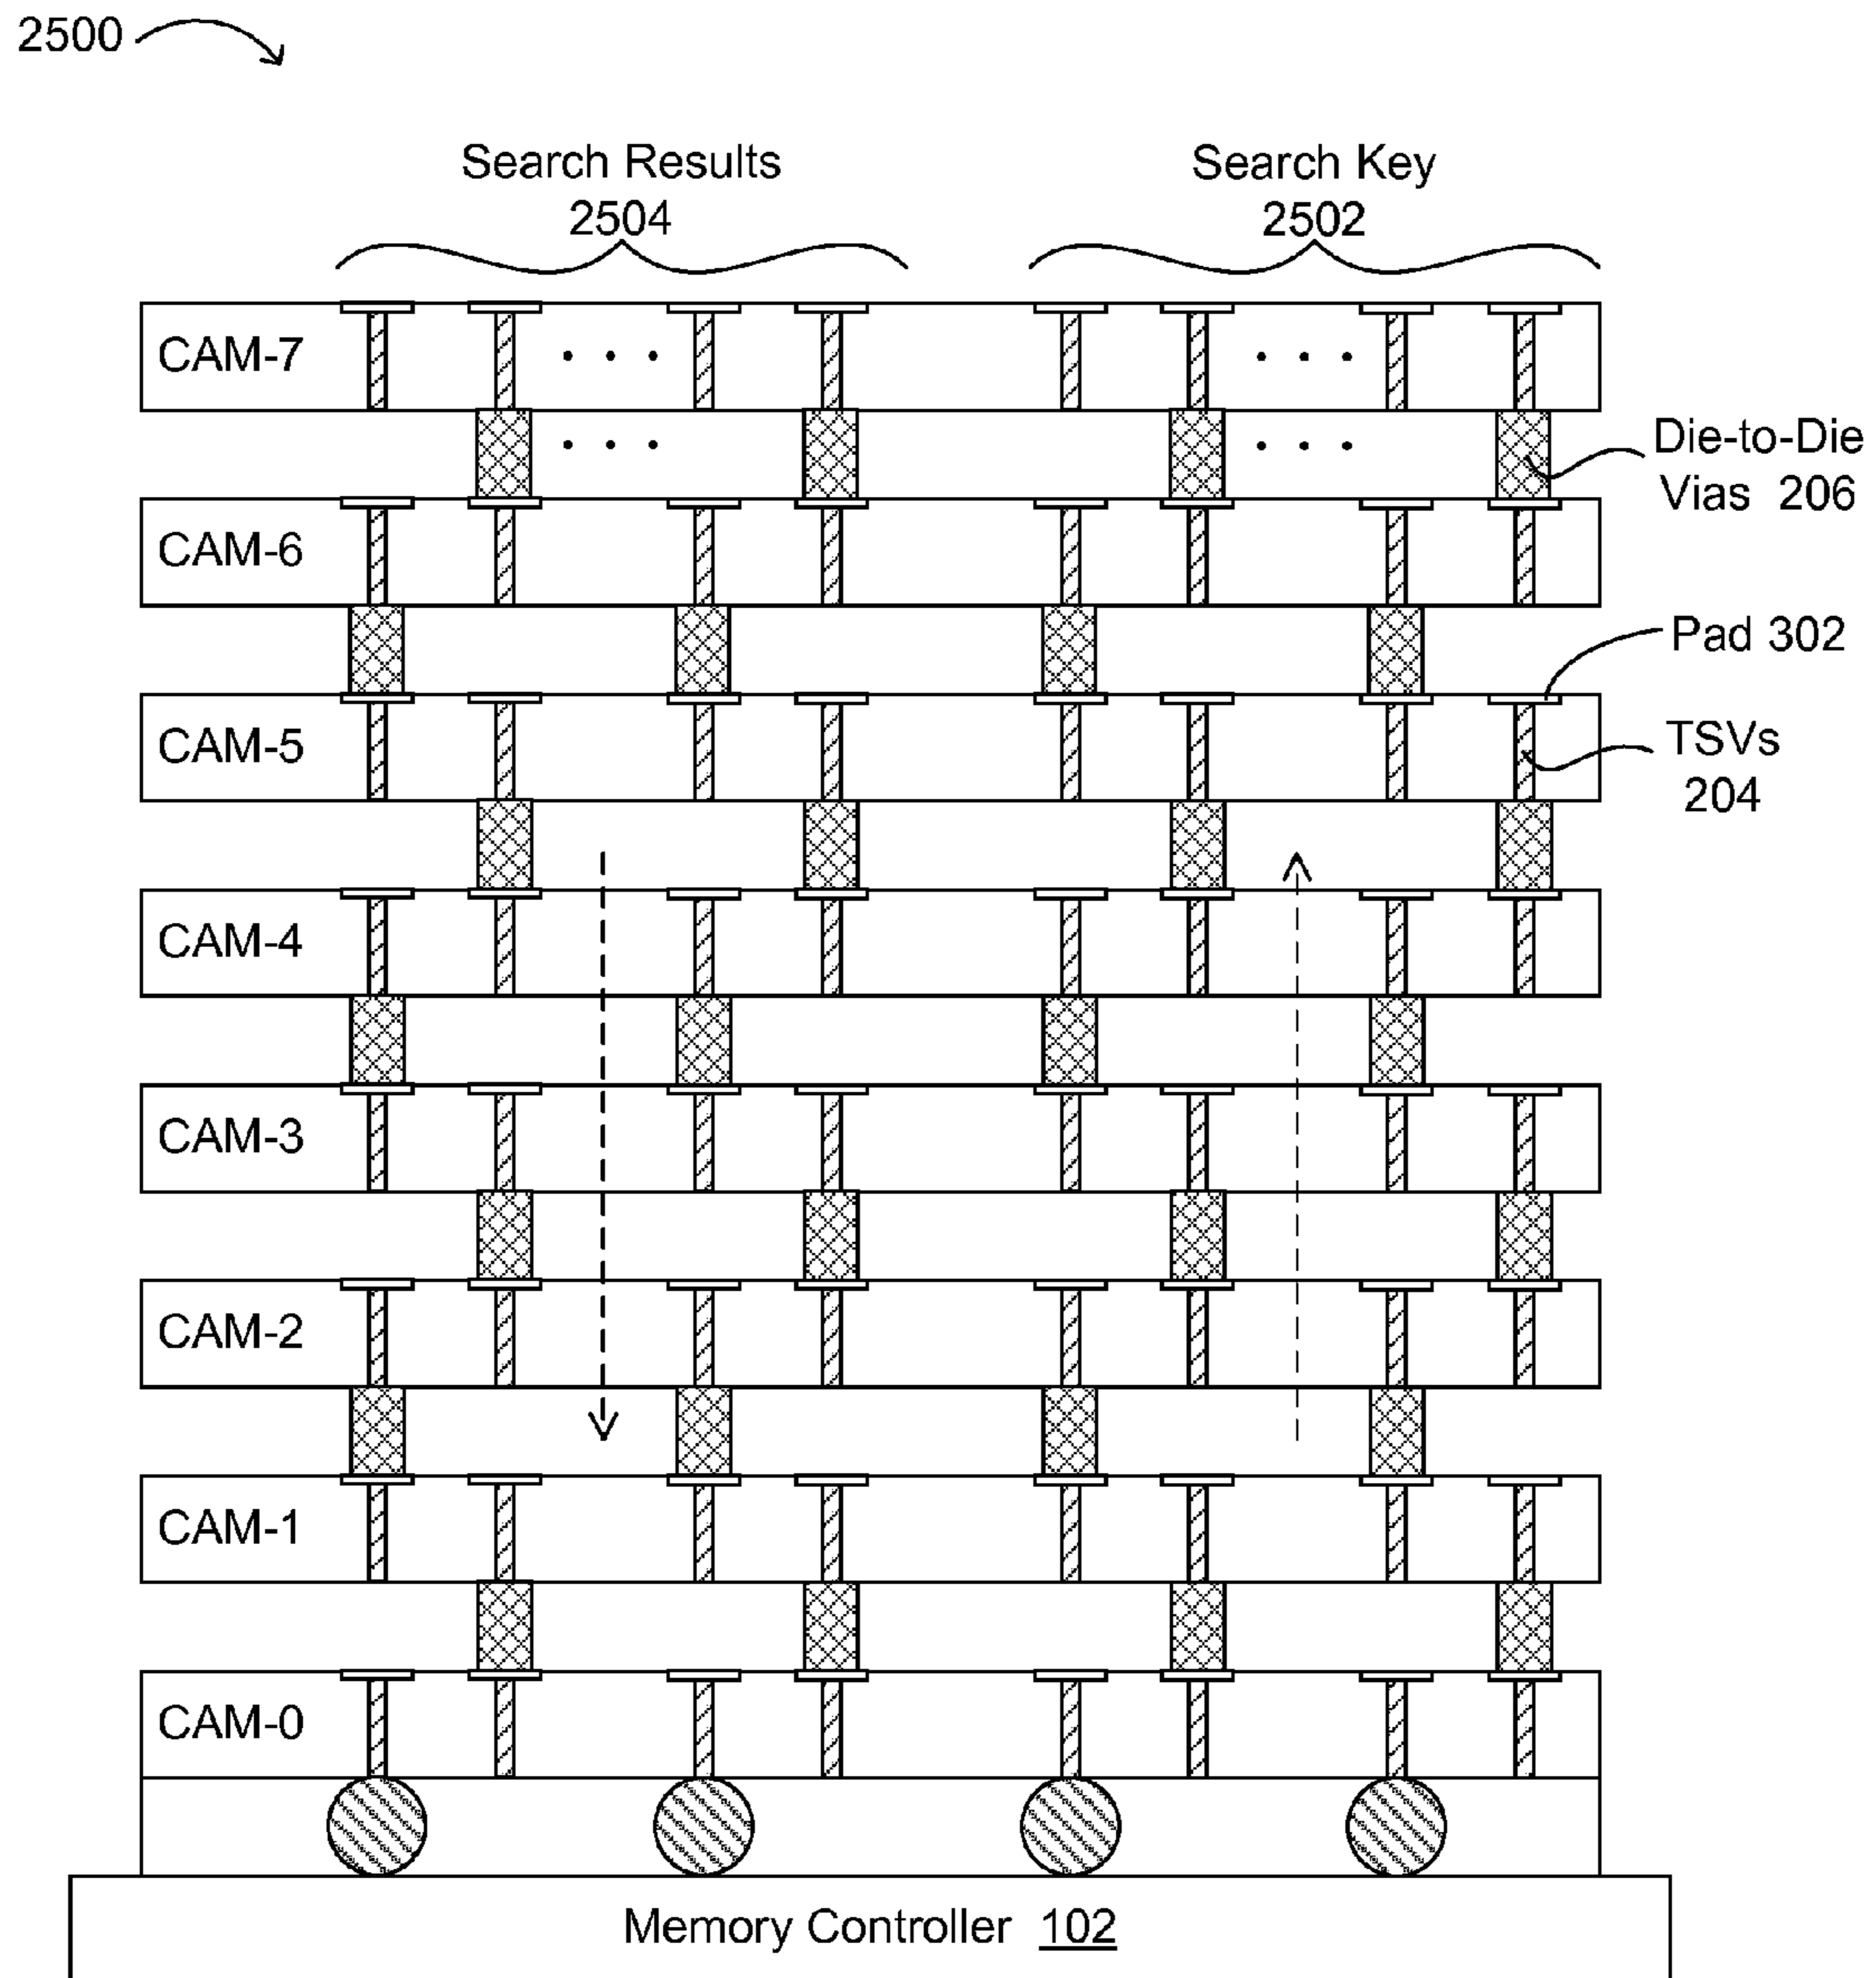 2500
Search Results
2504
Search Key
2502
CAM-7
Die-to-Die
Vias 206
CAM-6
Pad 302
CAM-5
TSVs
204
CAM-4
CAM-3
CAM-2
CAM-1
CAM-0
Memory Controller 102